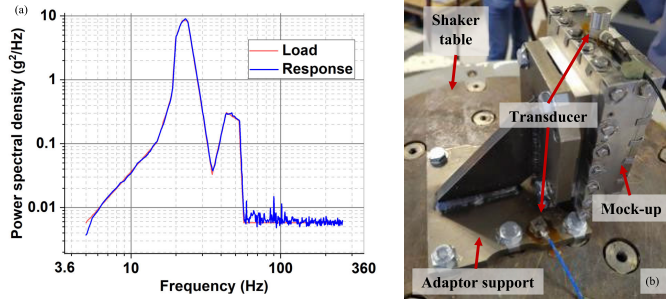 (a)
Power spectral density (g²/Hz)
10
1
0.1
0.01
Load
Response
3.6
10
100
360
Frequency (Hz)
Shaker
table
Transducer
Mock-up
Adaptor support
(b)